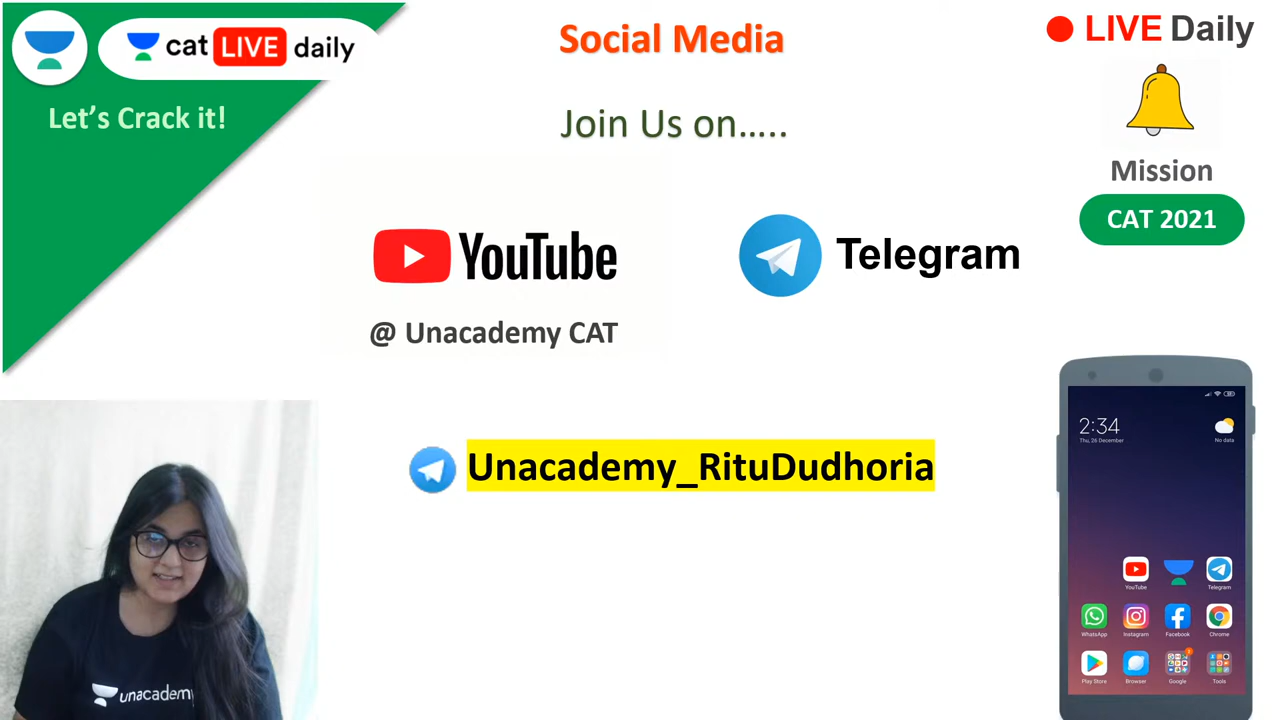 cat LIVE daily
Let's Crack it!
Social Media
Join Us on.....
LIVE Daily
Mission
CAT 2021
YouTube
Telegram
@ Unacademy CAT
Unacademy_RituDudhoria
unacademy
2:34
Thu, 26 December
No data
YouTube
Telegram
WhatsApp
Instagram
Facebook
Chrome
Play Store
Browser
Google
Tools